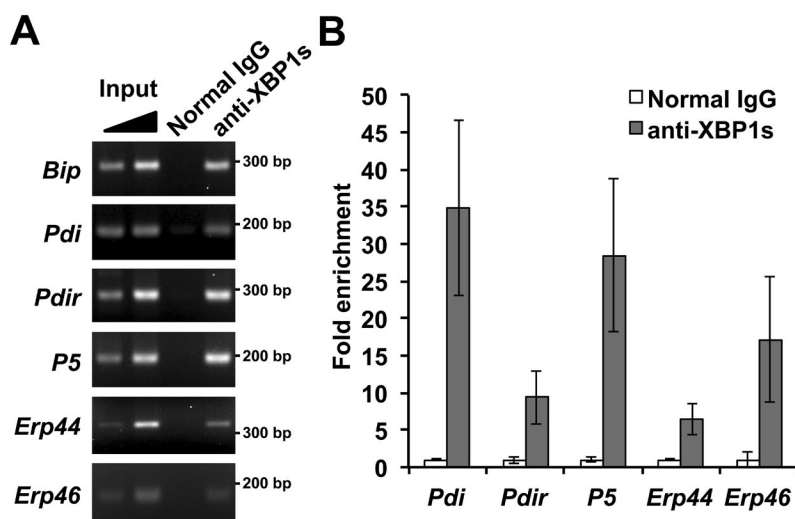 A
Input
Normal IgG
anti-XBP1s
Bip
300 bp
Pdi
200 bp
Pdir
300 bp
P5
200 bp
Erp44
300 bp
Erp46
200 bp
B
Normal IgG
anti-XBP1s
Fold enrichment
50
45
40
35
30
25
20
15
10
5
0
Pdi Pdir P5 Erp44 Erp46